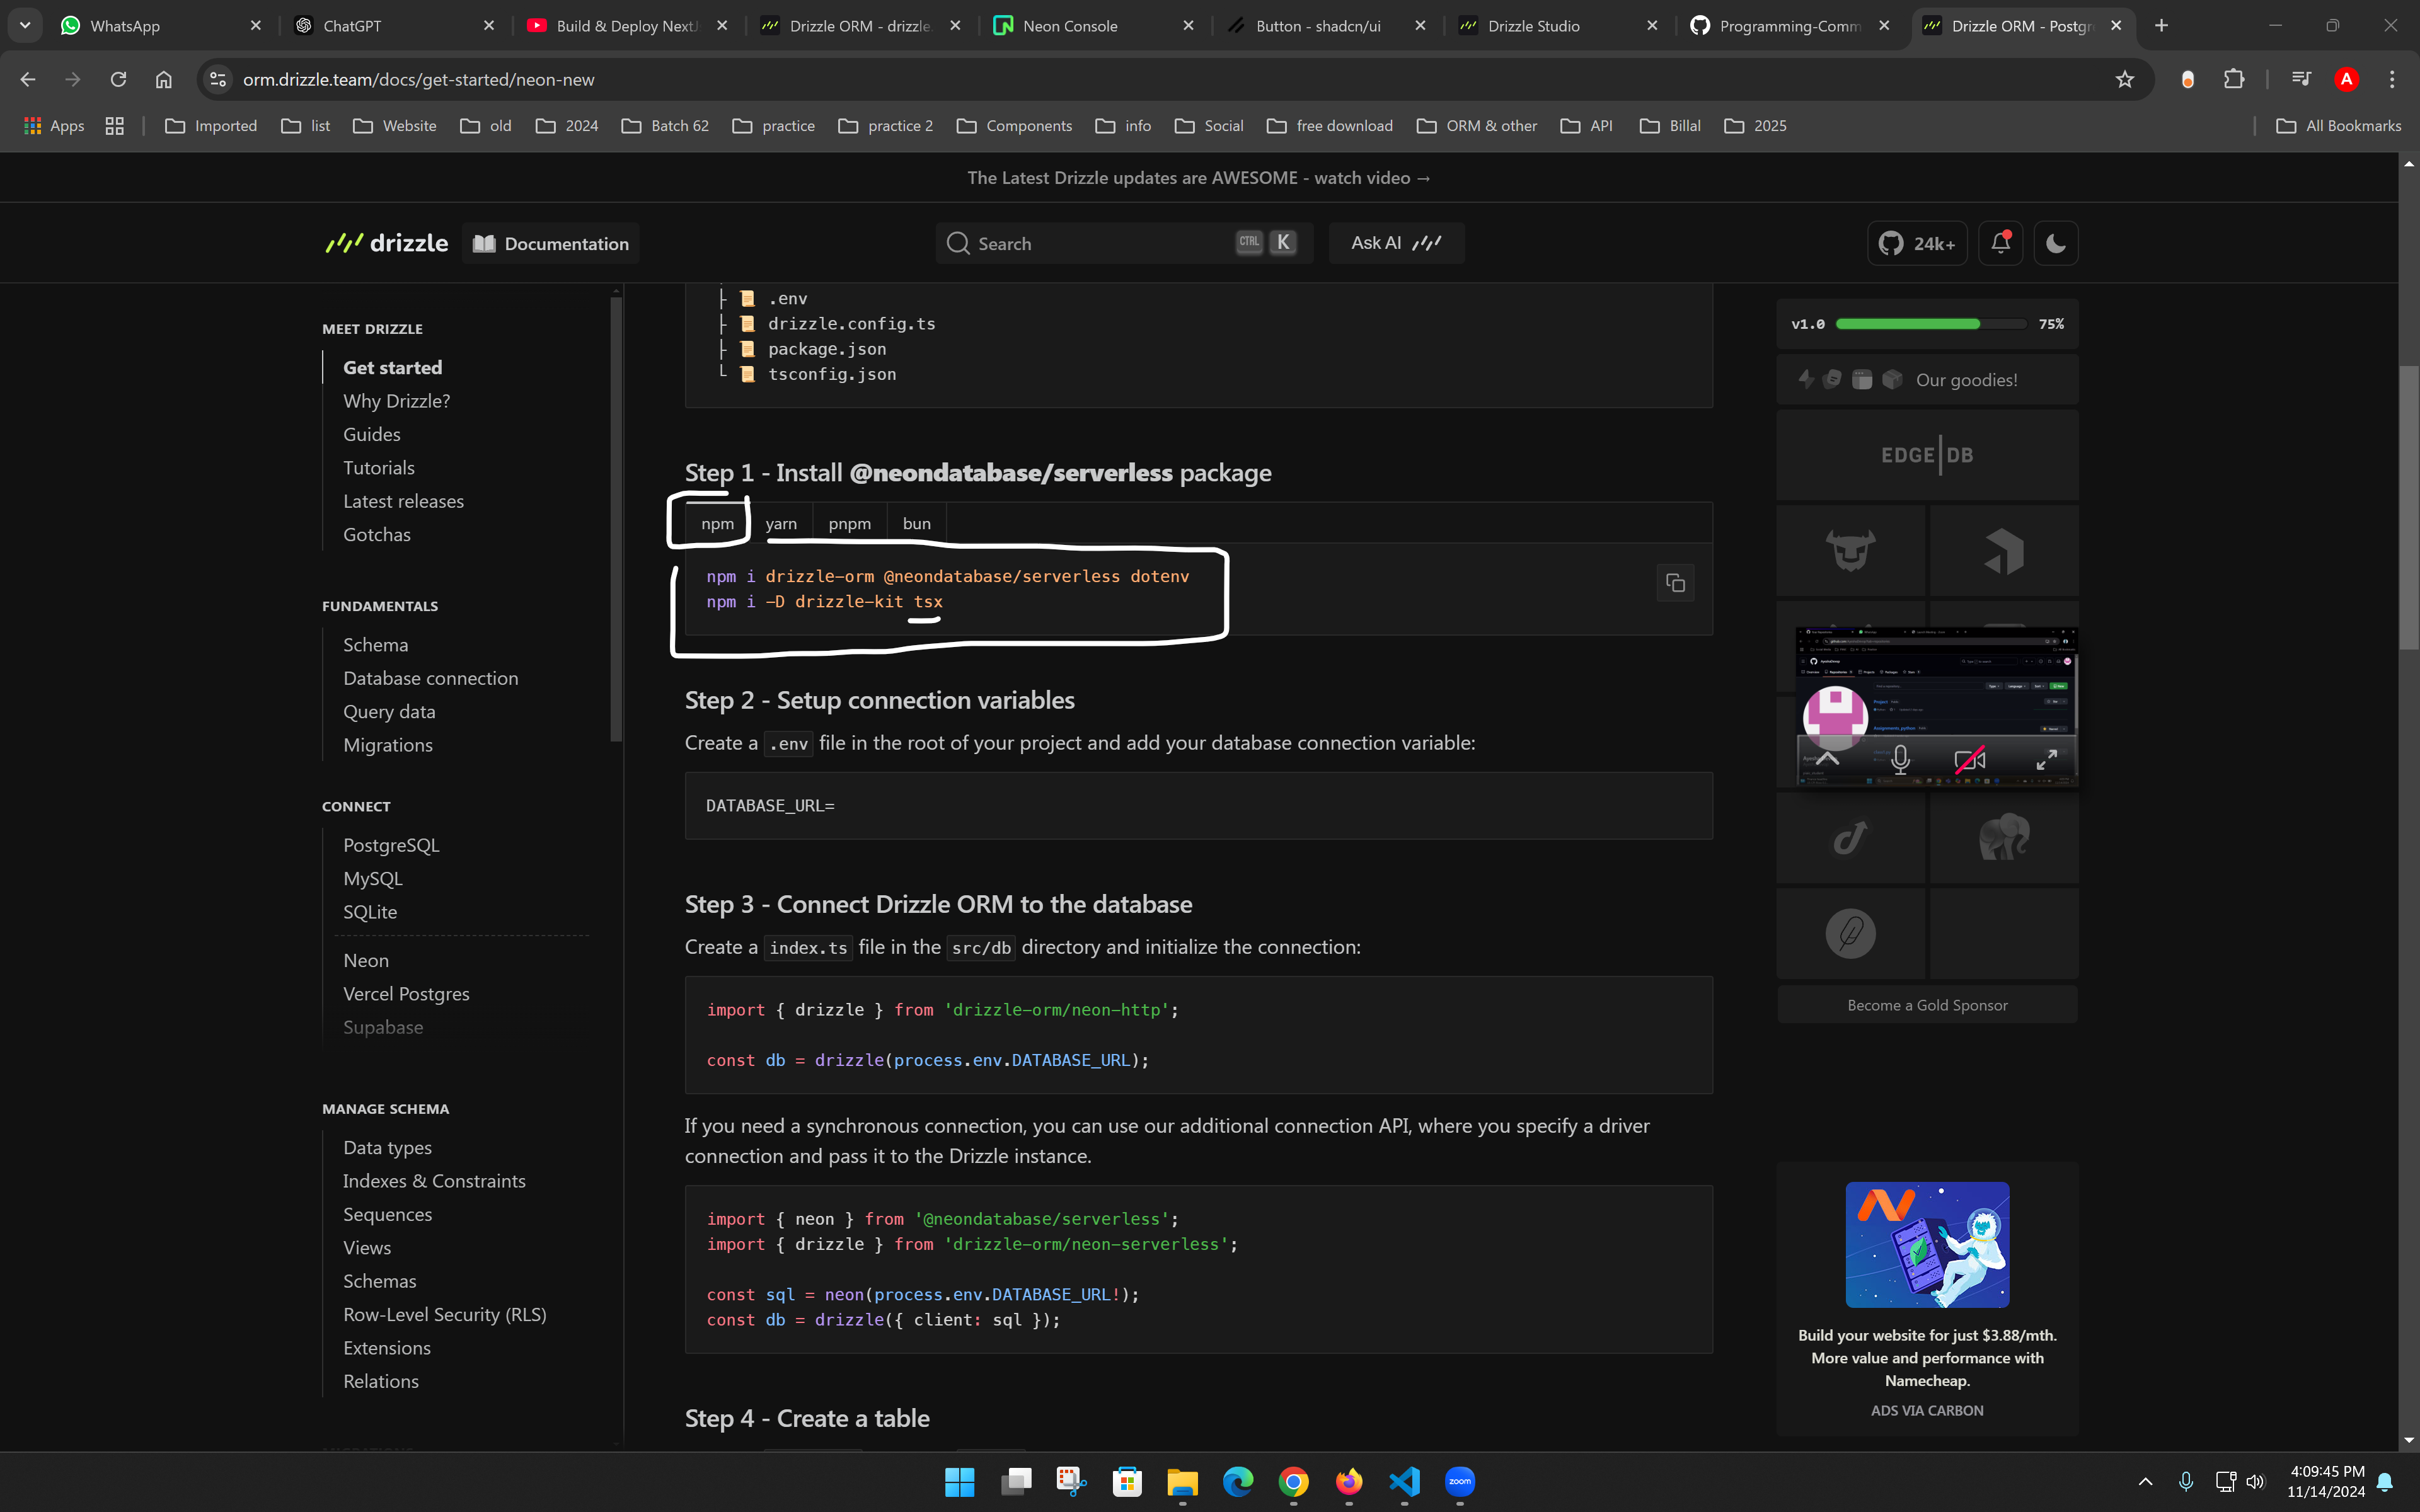 WhatsApp
ChatGPT
Build & Deploy NextJ
Drizzle ORM - drizzle.
Neon Console
Button - shadcn/ui
Drizzle Studio
Programming-Comm
Drizzle ORM - Postgr
orm.drizzle.team/docs/get-started/neon-new
A
Apps
Imported
list
Website
old
2024
Batch 62
practice
practice 2
Components
info
Social
free download
ORM & other
API
Billal
2025
All Bookmarks
The Latest Drizzle updates are AWESOME - watch video →
drizzle
Documentation
Search
CTRL K
Ask AI
24k+
MEET DRIZZLE
Get started
Why Drizzle?
Guides
Tutorials
Latest releases
Gotchas
FUNDAMENTALS
Schema
Database connection
Query data
Migrations
CONNECT
PostgreSQL
MySQL
SQLite
Neon
Vercel Postgres
Supabase
MANAGE SCHEMA
Data types
Indexes & Constraints
Sequences
Views
Schemas
Row-Level Security (RLS)
Extensions
Relations
├ 📜 .env
├ 📜 drizzle.config.ts
├ 📜 package.json
└ 📜 tsconfig.json
Step 1 - Install @neondatabase/serverless package
npm yarn pnpm bun
npm i drizzle-orm @neondatabase/serverless dotenv
npm i -D drizzle-kit tsx
Step 2 - Setup connection variables
Create a .env file in the root of your project and add your database connection variable:
DATABASE_URL=
Step 3 - Connect Drizzle ORM to the database
Create a index.ts file in the src/db directory and initialize the connection:
import { drizzle } from 'drizzle-orm/neon-http';
const db = drizzle(process.env.DATABASE_URL);
If you need a synchronous connection, you can use our additional connection API, where you specify a driver
connection and pass it to the Drizzle instance.
import { neon } from '@neondatabase/serverless';
import { drizzle } from 'drizzle-orm/neon-serverless';
const sql = neon(process.env.DATABASE_URL!);
const db = drizzle({ client: sql });
Step 4 - Create a table
v1.0 75%
Our goodies!
EDGE|DB
Become a Gold Sponsor
Build your website for just $3.88/mth.
More value and performance with
Namecheap.
ADS VIA CARBON
zoom
4:09:45 PM
11/14/2024